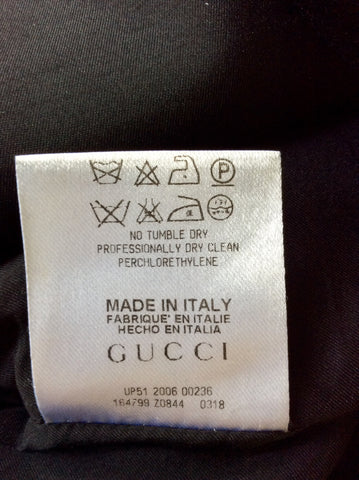 P
NO TUMBLE DRY
PROFESSIONALLY DRY CLEAN
PERCHLORETHYLENE
MADE IN ITALY
FABRIQUE' EN ITALIE
HECHO EN ITALIA
GUCCI
UP51 2006 00236
164799 Z0844 0318